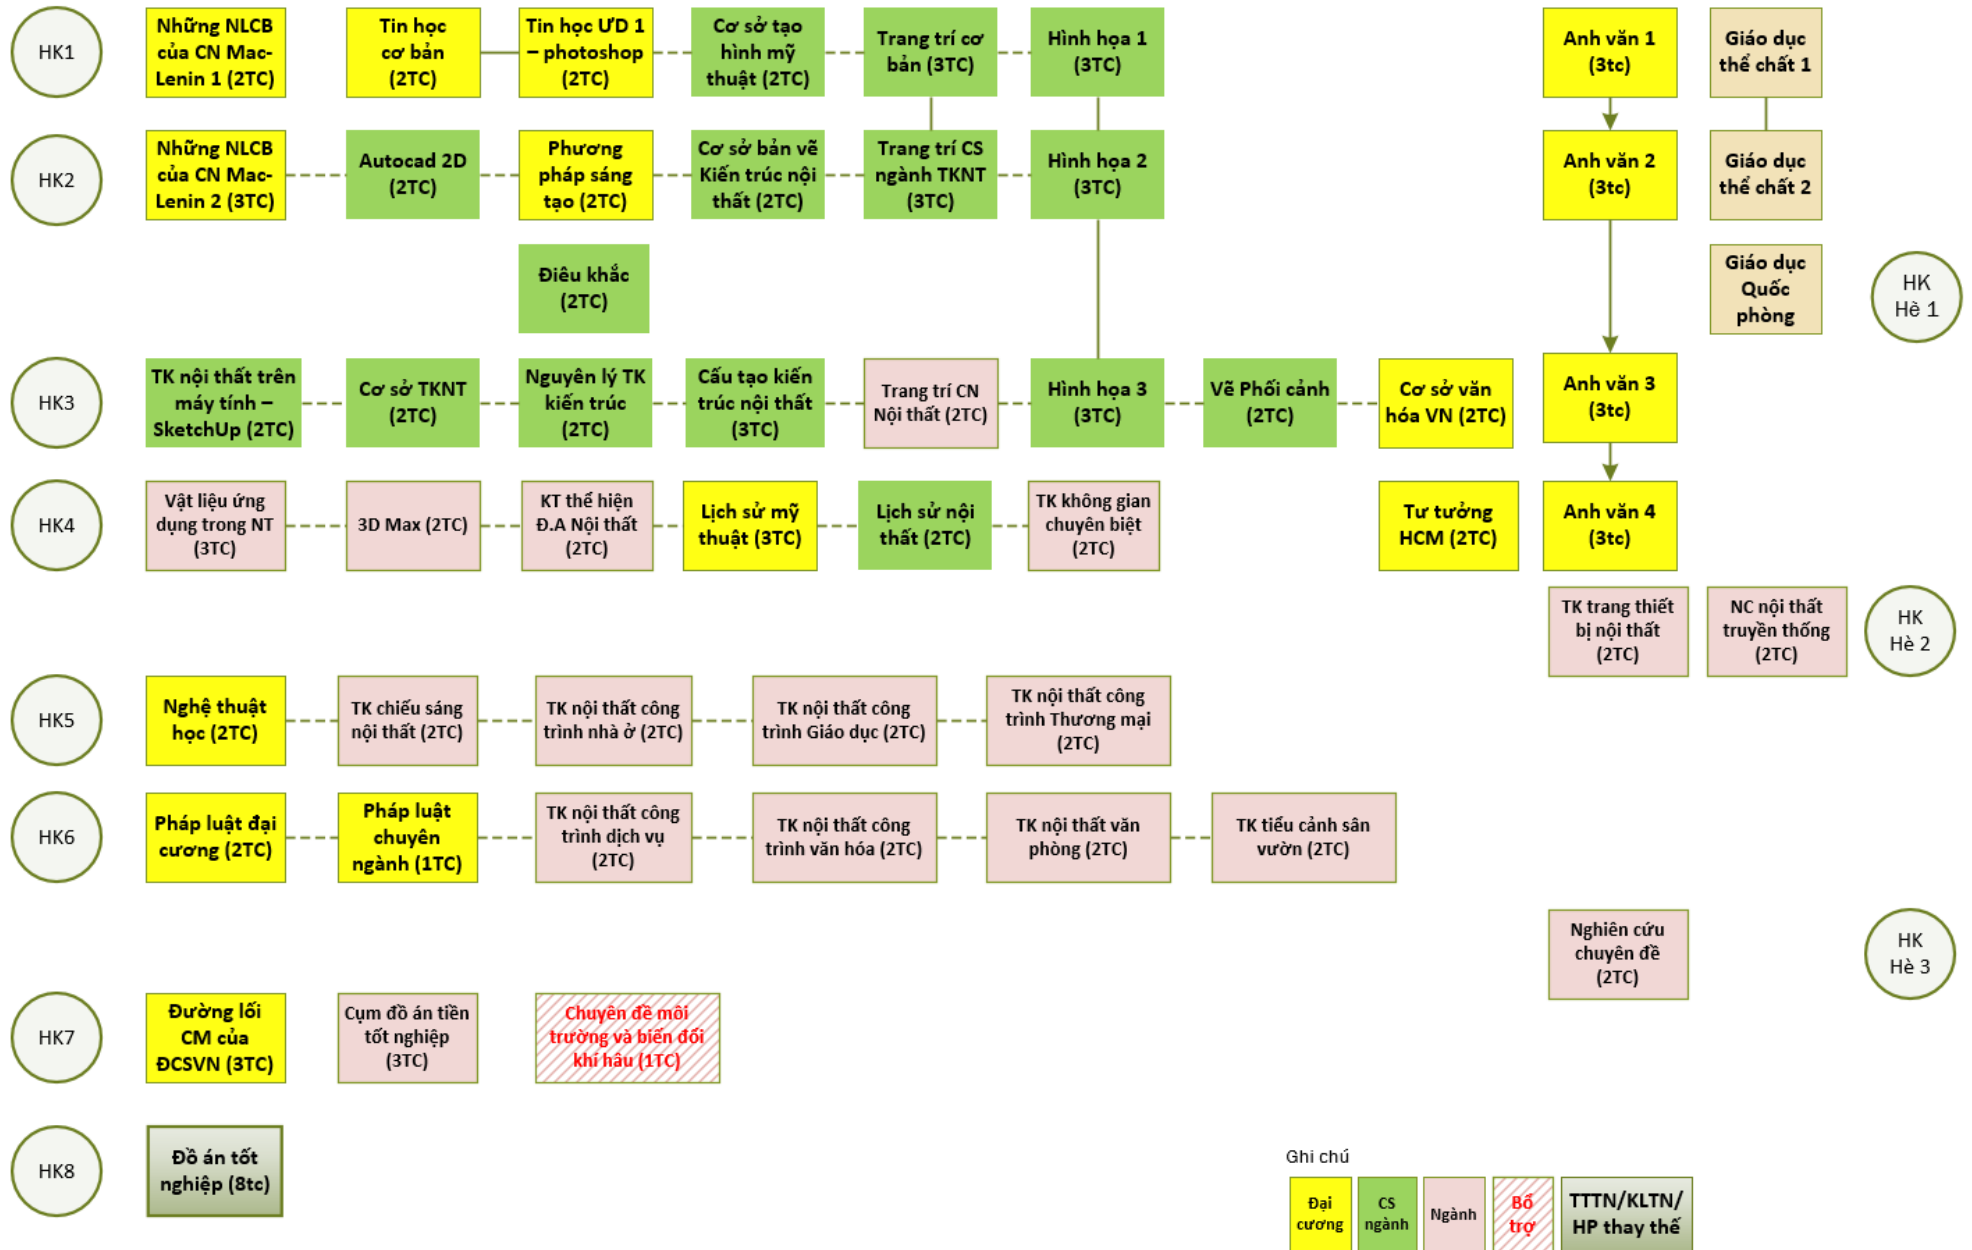 HK1
Những NLCB
của CN Mac-
Lenin 1 (2TC)
Tin học
cơ bản
(2TC)
Tin học ƯD 1
– photoshop
(2TC)
Cơ sở tạo
hình mỹ
thuật (2TC)
Trang trí cơ
bản (3TC)
Hình họa 1
(3TC)
Anh văn 1
(3tc)
Giáo dục
thể chất 1
HK2
Những NLCB
của CN Mac-
Lenin 2 (3TC)
Autocad 2D
(2TC)
Phương
pháp sáng
tạo (2TC)
Cơ sở bản vẽ
Kiến trúc nội
thất (2TC)
Trang trí CS
ngành TKNT
(3TC)
Hình họa 2
(3TC)
Anh văn 2
(3tc)
Giáo dục
thể chất 2
Điêu khắc
(2TC)
Giáo dục
Quốc
phòng
HK
Hè 1
HK3
TK nội thất trên
máy tính –
SketchUp (2TC)
Cơ sở TKNT
(2TC)
Nguyên lý TK
kiến trúc
(2TC)
Cấu tạo kiến
trúc nội thất
(3TC)
Trang trí CN
Nội thất (2TC)
Hình họa 3
(3TC)
Vẽ Phối cảnh
(2TC)
Cơ sở văn
hóa VN (2TC)
Anh văn 3
(3tc)
HK4
Vật liệu ứng
dụng trong NT
(3TC)
3D Max (2TC)
KT thể hiện
Đ.A Nội thất
(2TC)
Lịch sử mỹ
thuật (3TC)
Lịch sử nội
thất (2TC)
TK không gian
chuyên biệt
(2TC)
Tư tưởng
HCM (2TC)
Anh văn 4
(3tc)
TK trang thiết
bị nội thất
(2TC)
NC nội thất
truyền thống
(2TC)
HK
Hè 2
HK5
Nghệ thuật
học (2TC)
TK chiếu sáng
nội thất (2TC)
TK nội thất công
trình nhà ở (2TC)
TK nội thất công
trình Giáo dục (2TC)
TK nội thất công
trình Thương mại
(2TC)
HK6
Pháp luật đại
cương (2TC)
Pháp luật
chuyên
ngành (1TC)
TK nội thất công
trình dịch vụ
(2TC)
TK nội thất công
trình văn hóa (2TC)
TK nội thất văn
phòng (2TC)
TK tiểu cảnh sân
vườn (2TC)
Nghiên cứu
chuyên đề
(2TC)
HK
Hè 3
HK7
Đường lối
CM của
ĐCSVN (3TC)
Cụm đồ án tiền
tốt nghiệp
(3TC)
Chuyên đề môi
trường và biến đổi
khí hâu (1TC)
HK8
Đồ án tốt
nghiệp (8tc)
Ghi chú
Đại
cương
CS
ngành
Ngành
Bổ
trợ
TTTN/KLTN/
HP thay thế